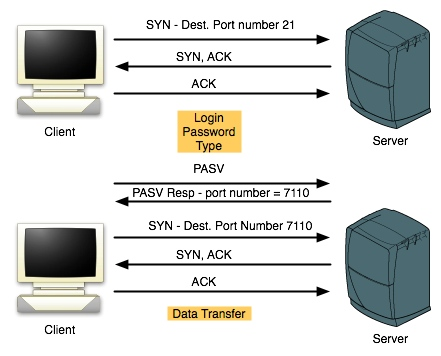 SYN - Dest. Port number 21
SYN, ACK
ACK
Client
Login
Password
Type
Server
PASV
PASV Resp - port number = 7110
SYN - Dest. Port Number 7110
SYN, ACK
ACK
Client
Data Transfer
Server